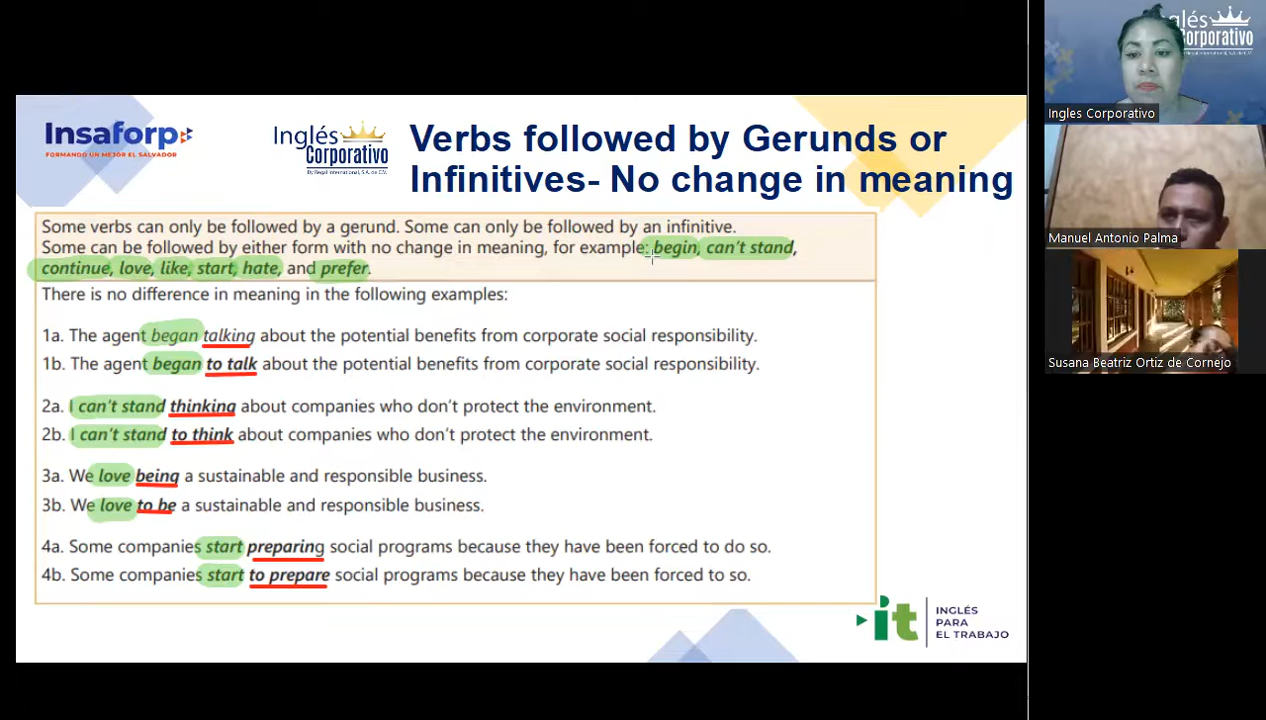 Insaforp
FORMANDO UN MEJOR EL SALVADOR
Inglés
Corporativo
By Regal International, S.A. de C.V.
Verbs followed by Gerunds or
Infinitives- No change in meaning
Some verbs can only be followed by a gerund. Some can only be followed by an infinitive.
Some can be followed by either form with no change in meaning, for example: begin, can't stand,
continue, love, like, start, hate, and prefer.
There is no difference in meaning in the following examples:
1a. The agent began talking about the potential benefits from corporate social responsibility.
1b. The agent began to talk about the potential benefits from corporate social responsibility.
2a. I can't stand thinking about companies who don't protect the environment.
2b. I can't stand to think about companies who don't protect the environment.
3a. We love being a sustainable and responsible business.
3b. We love to be a sustainable and responsible business.
4a. Some companies start preparing social programs because they have been forced to do so.
4b. Some companies start to prepare social programs because they have been forced to so.
it
INGLÉS
PARA
EL TRABAJO
glés
Corporativo
Ingles Corporativo
Manuel Antonio Palma
Susana Beatriz Ortiz de Cornejo